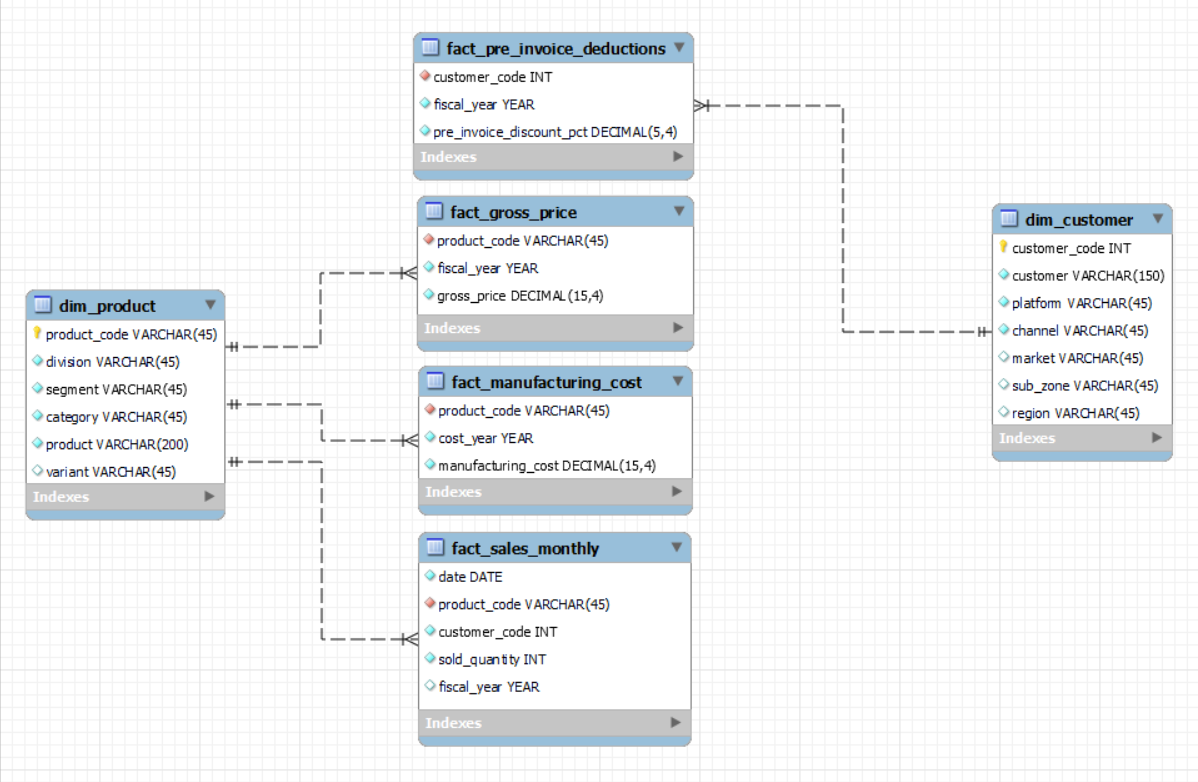 fact_pre_invoice_deductions
customer_code INT
fiscal_year YEAR
pre_invoice_discount_pct DECIMAL(5,4)
Indexes
fact_gross_price
product_code VARCHAR(45)
fiscal_year YEAR
gross_price DECIMAL(15,4)
Indexes
dim_customer
customer_code INT
customer VARCHAR(150)
platform VARCHAR(45)
channel VARCHAR(45)
market VARCHAR(45)
sub_zone VARCHAR(45)
region VARCHAR(45)
Indexes
dim_product
product_code VARCHAR(45)
division VARCHAR(45)
segment VARCHAR(45)
category VARCHAR(45)
product VARCHAR(200)
variant VARCHAR(45)
Indexes
fact_manufacturing_cost
product_code VARCHAR(45)
cost_year YEAR
manufacturing_cost DECIMAL(15,4)
Indexes
fact_sales_monthly
date DATE
product_code VARCHAR(45)
customer_code INT
sold_quantity INT
fiscal_year YEAR
Indexes